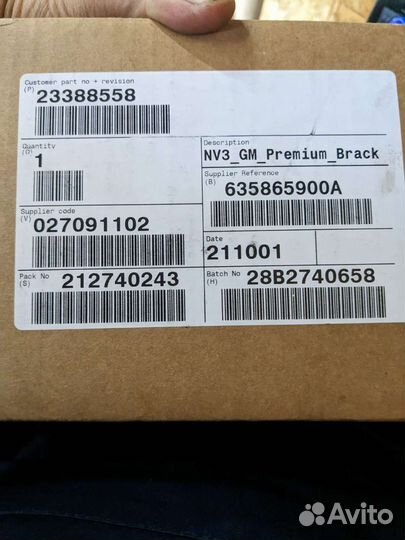 Customer part no + revision
(P) 23388558
Quantity
(Q) 1
Description
NV3_GM_Premium_Brack
Supplier Reference
(B) 635865900A
Supplier code
(V) 027091102
Date
211001
Pack No
(S) 212740243
Batch No
(H) 28B2740658
Avito